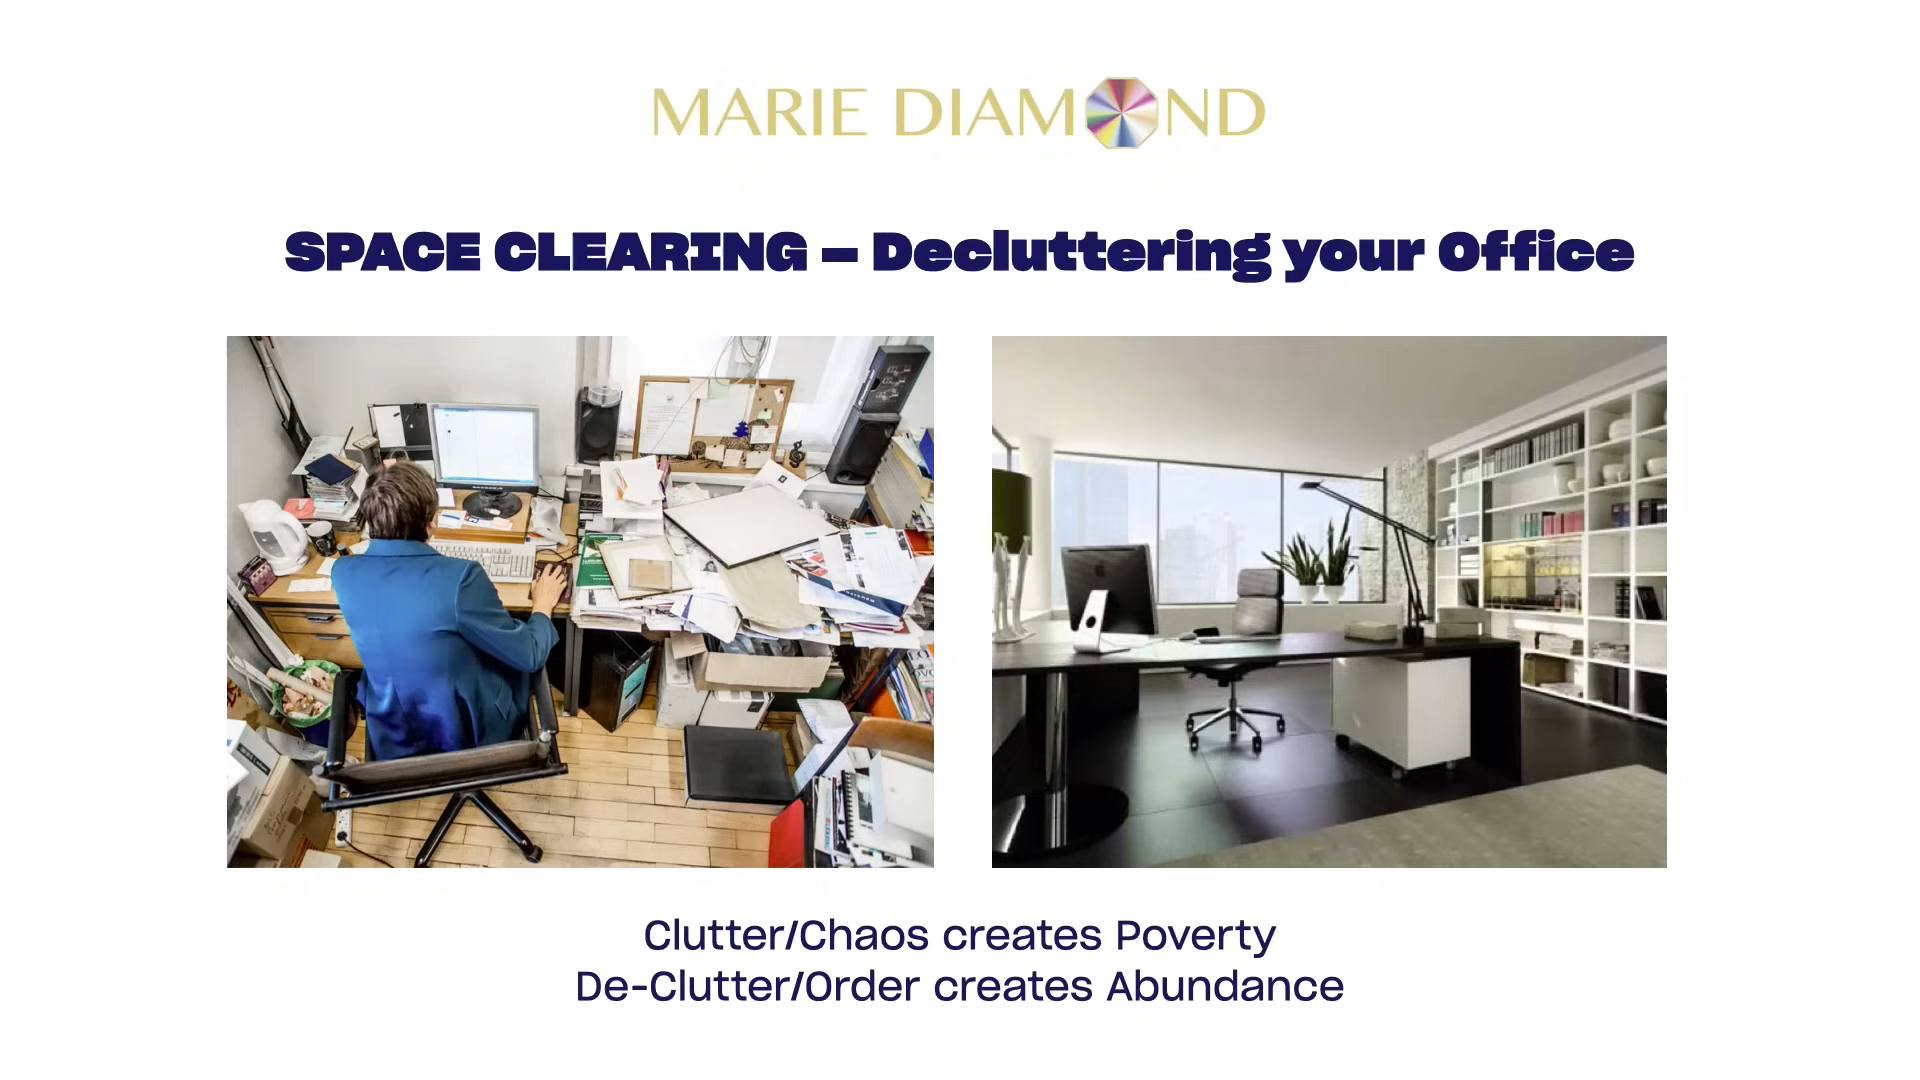 MARIE DIAMOND
SPACE CLEARING – Decluttering your Office
Clutter/Chaos creates Poverty
De-Clutter/Order creates Abundance